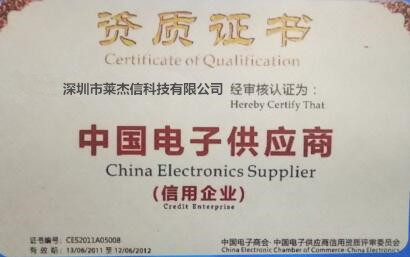 资质证书
Certificate of Qualification
深圳市莱杰信科技有限公司 经审核认证为：
Hereby Certify That
中国电子供应商
China Electronics Supplier
(信用企业)
Credit Enterprise
证书编号：CES2011A05008
有 效 期：13/06/2011 至 12/06/2012
中国电子商会·中国电子供应商信用资质评审委员会
China Electronic Chamber of Commerce·China Electronics